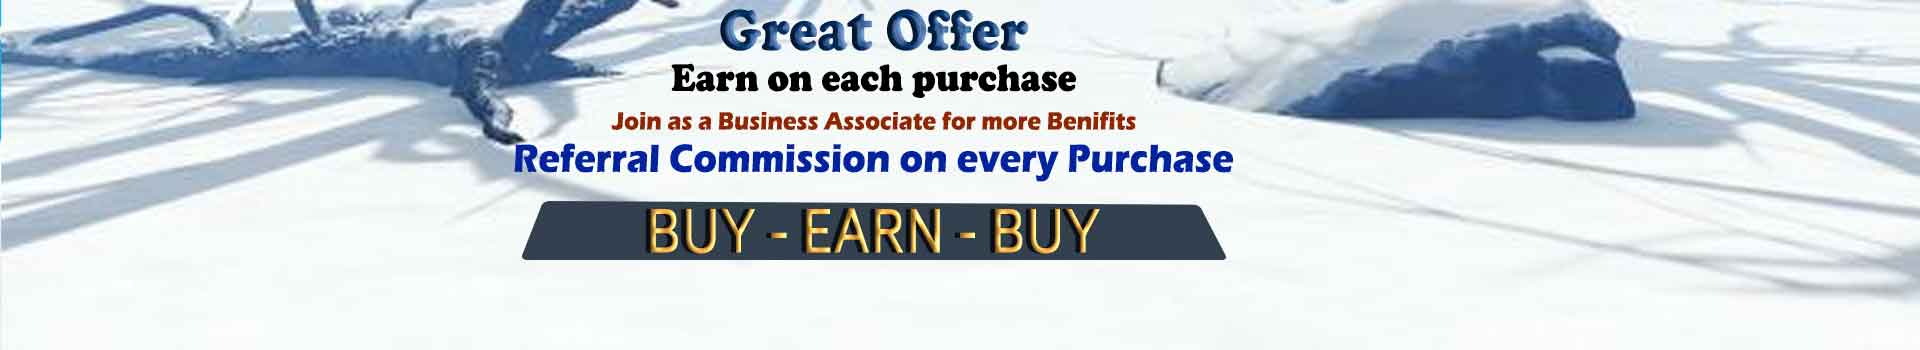 Great Offer
Earn on each purchase
Join as a Business Associate for more Benifits
Referral Commission on every Purchase
BUY - EARN - BUY